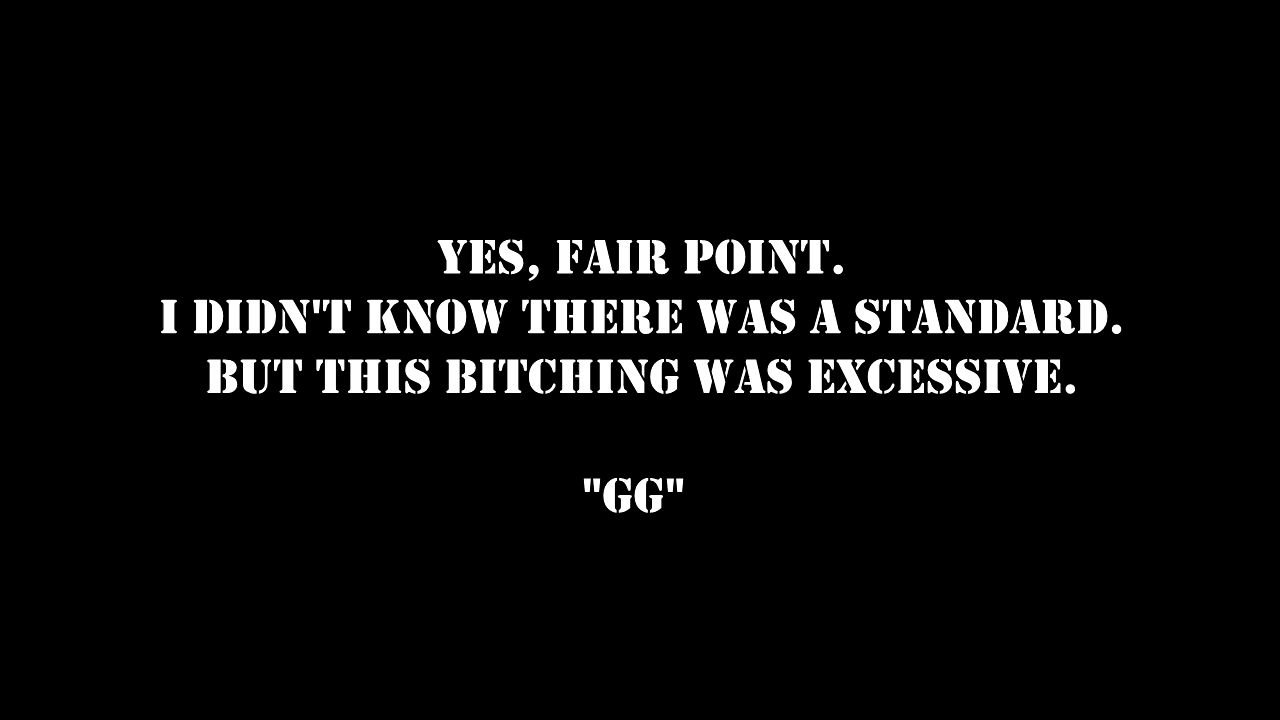 YES, FAIR POINT.
I DIDN'T KNOW THERE WAS A STANDARD.
BUT THIS BITCHING WAS EXCESSIVE.
"GG"